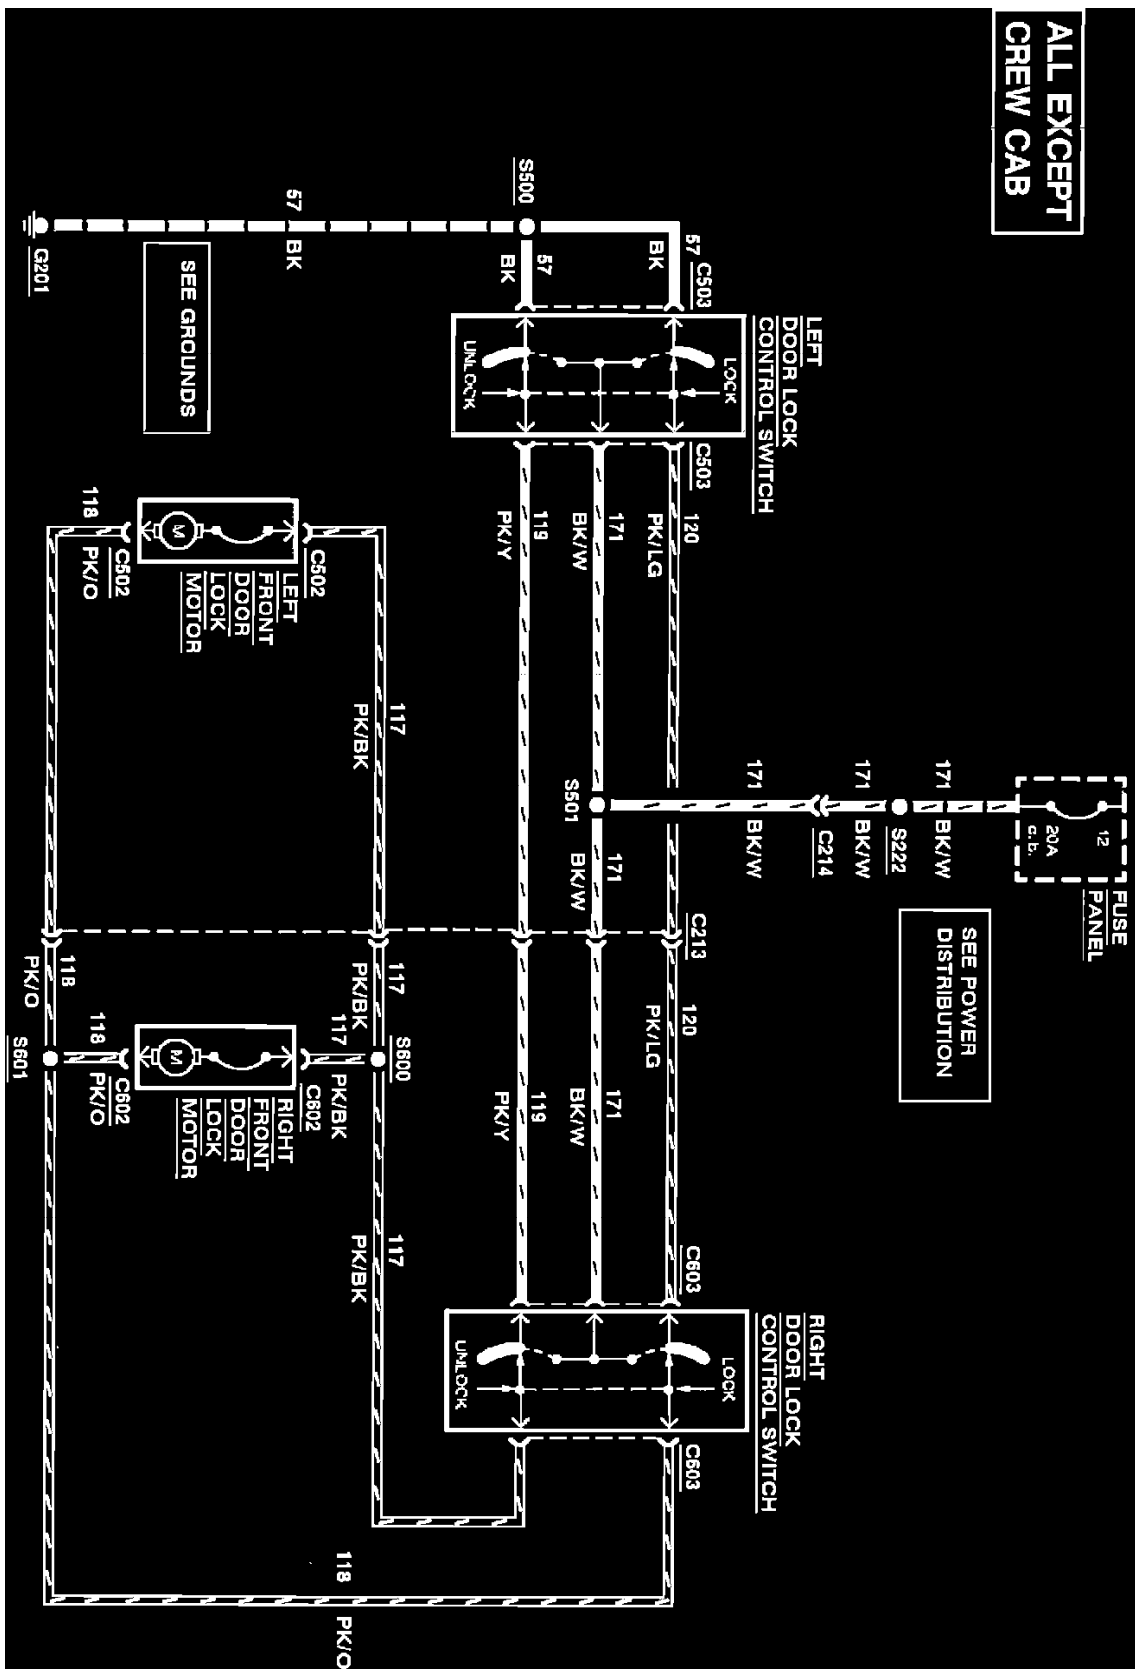 ALL EXCEPT
CREW CAB
FUSE
PANEL
12
20A
c.b.
SEE POWER
DISTRIBUTION
171
BK/W
S222
171
BK/W
C214
171
BK/W
S501
LEFT
DOOR LOCK
CONTROL SWITCH
LOCK
UNLOCK
C503
57
BK
57
BK
S500
57
BK
G201
SEE GROUNDS
C503
120
PK/LG
171
BK/W
119
PK/Y
171
BK/W
C213
120
PK/LG
171
BK/W
119
PK/Y
C603
RIGHT
DOOR LOCK
CONTROL SWITCH
LOCK
UNLOCK
C603
LEFT
FRONT
DOOR
LOCK
MOTOR
M
C502
C502
118
PK/O
117
PK/BK
117
PK/BK
S600
117
PK/BK
C602
RIGHT
FRONT
DOOR
LOCK
MOTOR
M
C602
118
PK/O
118
PK/O
S601
117
PK/BK
118
PK/O